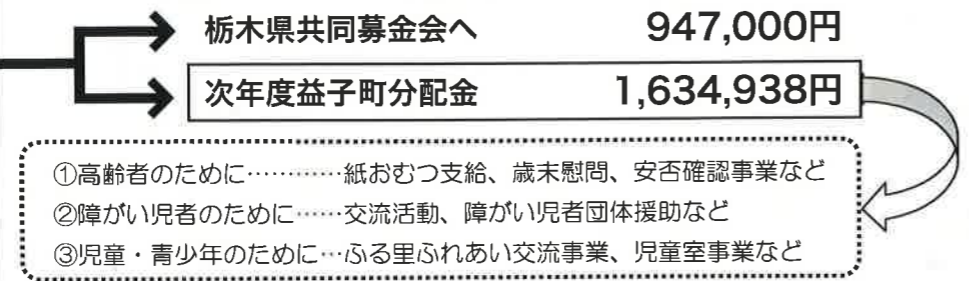 栃木県共同募金会へ 947,000円
次年度益子町分配金 1,634,938円
①高齢者のために…………紙おむつ支給、歳末慰問、安否確認事業など
②障がい児者のために……交流活動、障がい児者団体援助など
③児童・青少年のために…ふる里ふれあい交流事業、児童室事業など